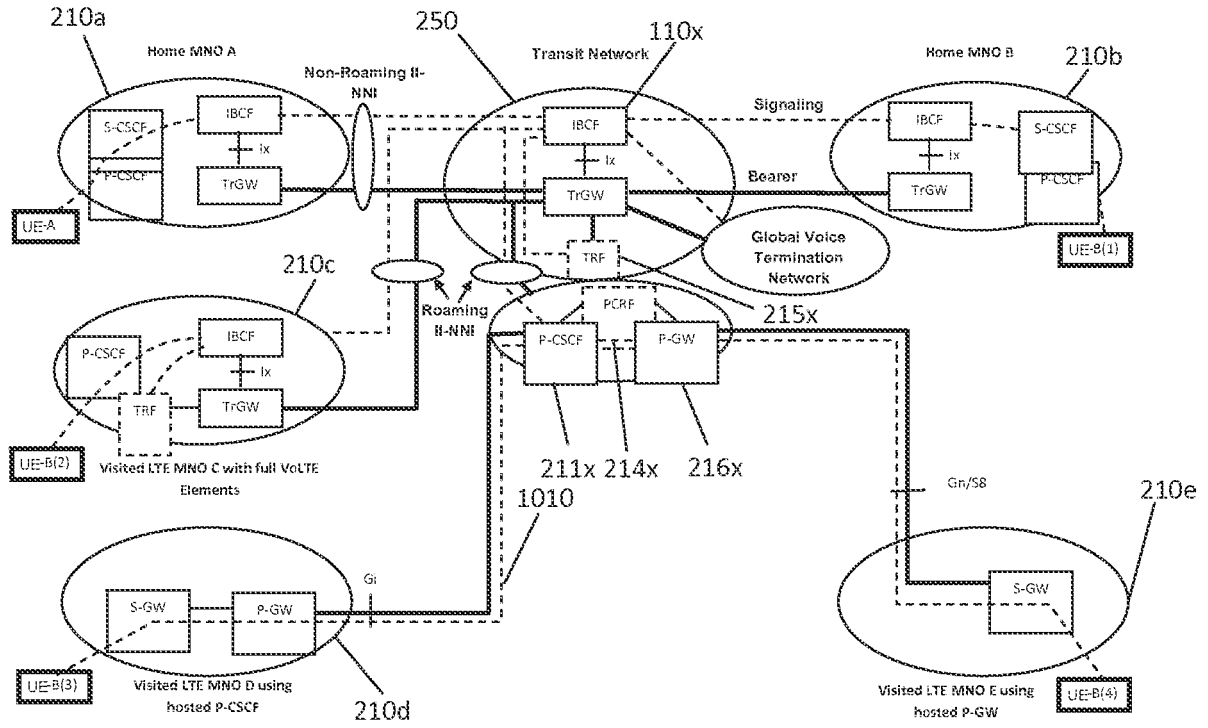 210a
Home MNO A
250
Transit Network
110x
Home MNO B
210b
Non-Roaming II-
NNI
S-CSCF
P-CSCF
IBCF
Ix
TrGW
UE-A
IBCF
Ix
TrGW
TRF
Signaling
Bearer
IBCF
Ix
TrGW
S-CSCF
P-CSCF
UE-B(1)
Global Voice
Termination
Network
215x
210c
Roaming
II-NNI
PCRF
P-CSCF
P-GW
211x
214x
216x
P-CSCF
IBCF
Ix
TRF
TrGW
UE-B(2)
Visited LTE MNO C with full VoLTE
Elements
1010
Gn/S8
210e
S-GW
P-GW
Gi
UE-B(3)
Visited LTE MNO D using
hosted P-CSCF
210d
S-GW
Visited LTE MNO E using
hosted P-GW
UE-B(4)